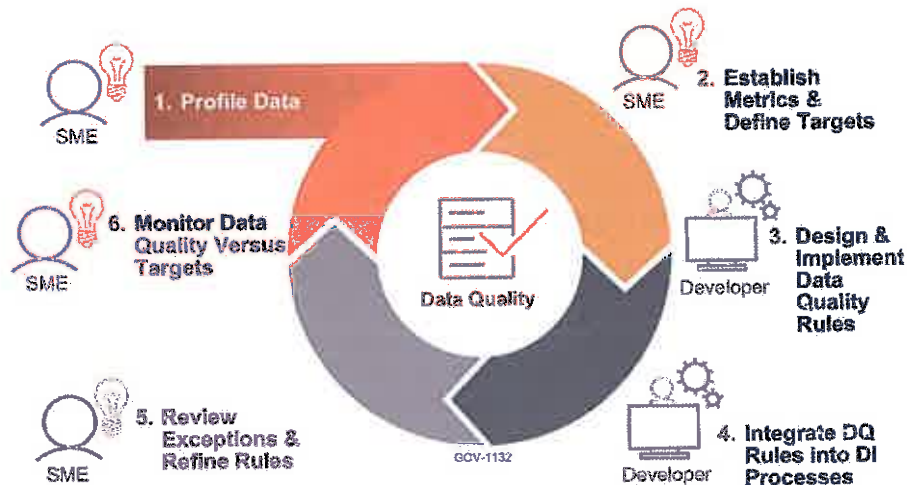 1. Profile Data
SME
2. Establish
Metrics &
Define Targets
SME
3. Design &
Implement
Data
Quality
Rules
Developer
4. Integrate DQ
Rules into DI
Processes
Developer
5. Review
Exceptions &
Refine Rules
SME
6. Monitor Data
Quality Versus
Targets
SME
Data Quality
GOV-1132